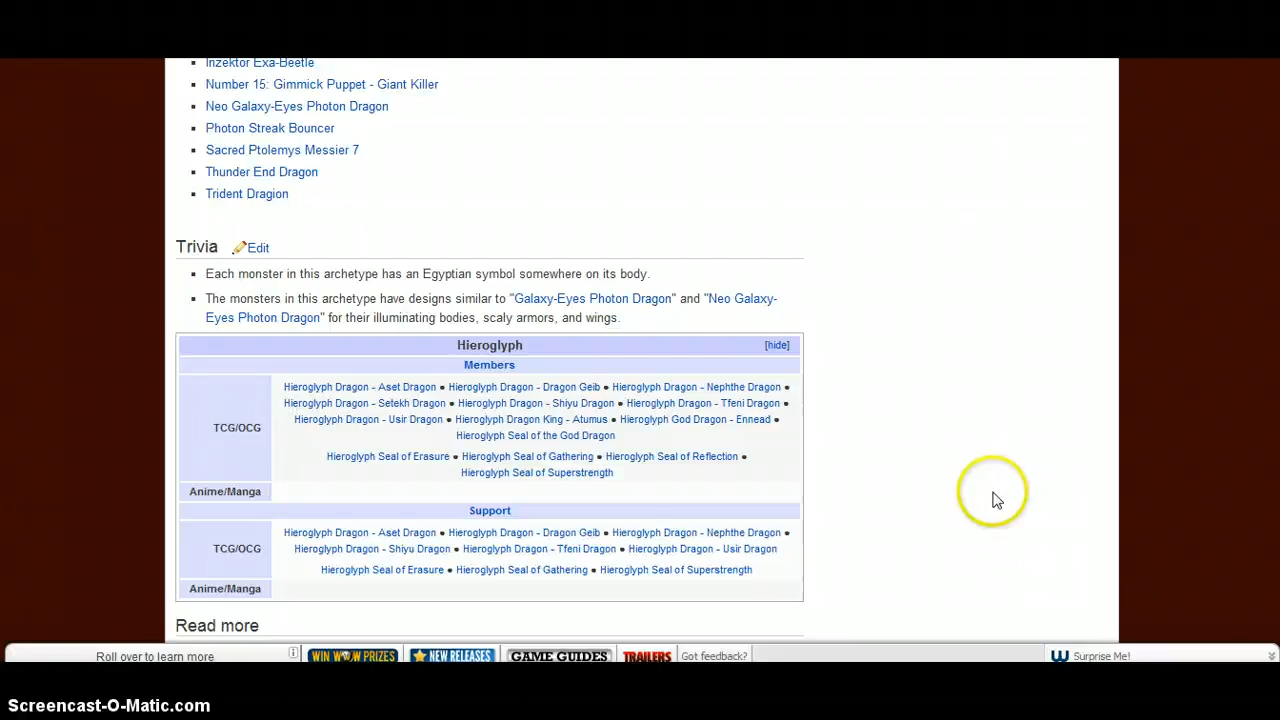 Inzektor Exa-Beetle
Number 15: Gimmick Puppet - Giant Killer
Neo Galaxy-Eyes Photon Dragon
Photon Streak Bouncer
Sacred Ptolemys Messier 7
Thunder End Dragon
Trident Dragion
Trivia Edit
Each monster in this archetype has an Egyptian symbol somewhere on its body.
The monsters in this archetype have designs similar to "Galaxy-Eyes Photon Dragon" and "Neo Galaxy-
Eyes Photon Dragon" for their illuminating bodies, scaly armors, and wings.
Hieroglyph [hide]
Members
TCG/OCG
Hieroglyph Dragon - Aset Dragon • Hieroglyph Dragon - Dragon Geib • Hieroglyph Dragon - Nephthe Dragon •
Hieroglyph Dragon - Setekh Dragon • Hieroglyph Dragon - Shiyu Dragon • Hieroglyph Dragon - Tfeni Dragon •
Hieroglyph Dragon - Usir Dragon • Hieroglyph Dragon King - Atumus • Hieroglyph God Dragon - Ennead •
Hieroglyph Seal of the God Dragon
Hieroglyph Seal of Erasure • Hieroglyph Seal of Gathering • Hieroglyph Seal of Reflection •
Hieroglyph Seal of Superstrength
Anime/Manga
Support
TCG/OCG
Hieroglyph Dragon - Aset Dragon • Hieroglyph Dragon - Dragon Geib • Hieroglyph Dragon - Nephthe Dragon •
Hieroglyph Dragon - Shiyu Dragon • Hieroglyph Dragon - Tfeni Dragon • Hieroglyph Dragon - Usir Dragon
Hieroglyph Seal of Erasure • Hieroglyph Seal of Gathering • Hieroglyph Seal of Superstrength
Anime/Manga
Read more
Roll over to learn more WIN WOW PRIZES NEW RELEASES GAME GUIDES TRAILERS Got feedback? Surprise Me!
Screencast-O-Matic.com